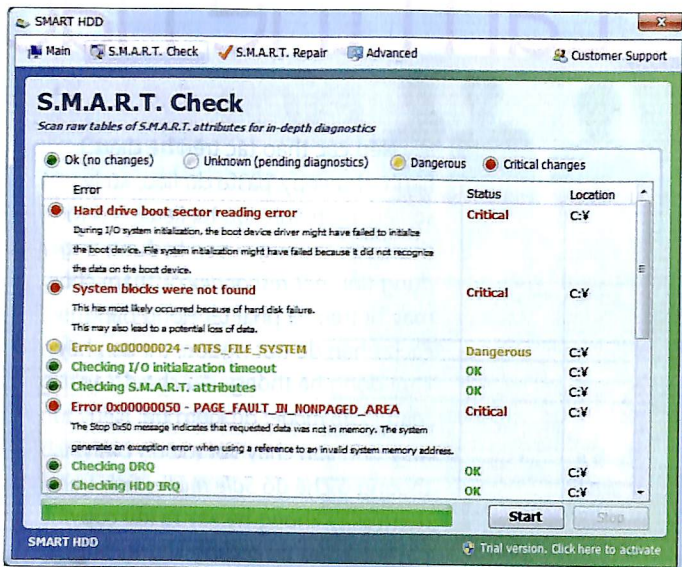 SMART HDD
Main S.M.A.R.T. Check S.M.A.R.T. Repair Advanced Customer Support
S.M.A.R.T. Check
Scan raw tables of S.M.A.R.T. attributes for in-depth diagnostics
Ok (no changes) Unknown (pending diagnostics) Dangerous Critical changes
Error Status Location
Hard drive boot sector reading error Critical C:¥
During I/O system initialization, the boot device driver might have failed to initialize
the boot device. File system initialization might have failed because it did not recognize
the data on the boot device.
System blocks were not found Critical C:¥
This has most likely occurred because of hard disk failure.
This may also lead to a potential loss of data.
Error 0x00000024 - NTFS_FILE_SYSTEM Dangerous C:¥
Checking I/O initialization timeout OK C:¥
Checking S.M.A.R.T. attributes OK C:¥
Error 0x00000050 - PAGE_FAULT_IN_NONPAGED_AREA Critical C:¥
The Stop 0x50 message indicates that requested data was not in memory. The system
generates an exception error when using a reference to an invalid system memory address.
Checking DRQ OK C:¥
Checking HDD IRQ OK C:¥
Start Stop
SMART HDD Trial version. Click here to activate